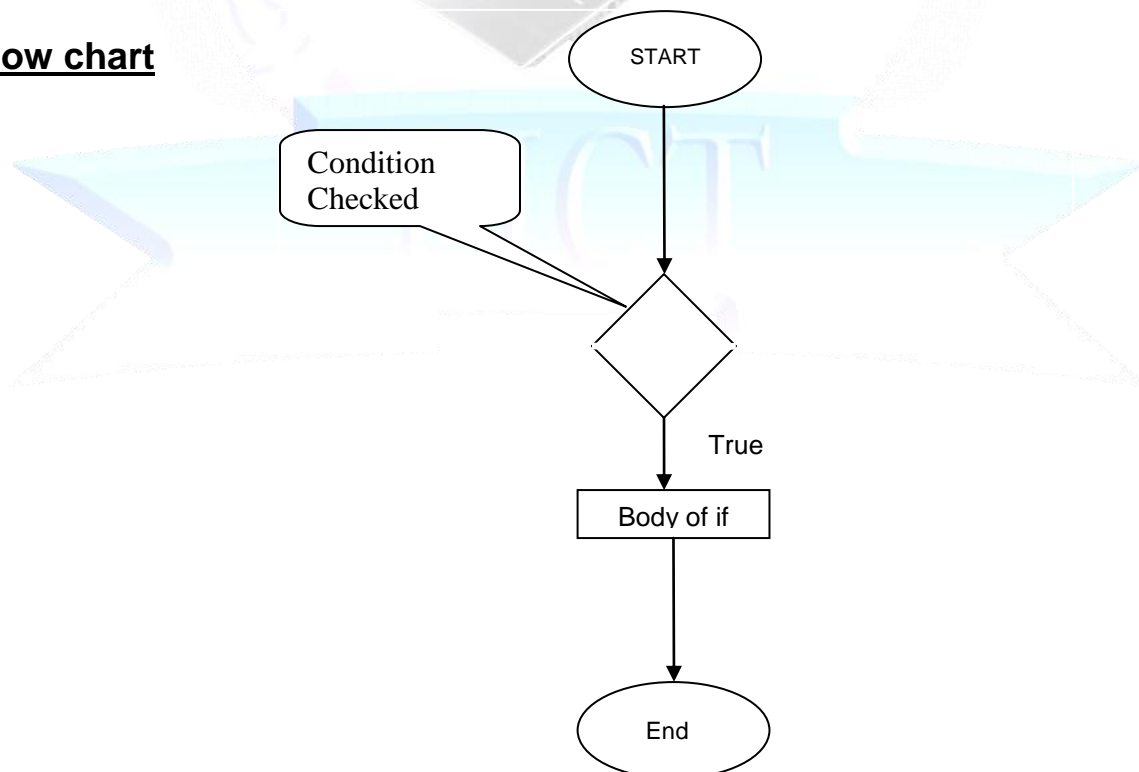 ow chart
START
Condition
Checked
True
Body of if
End